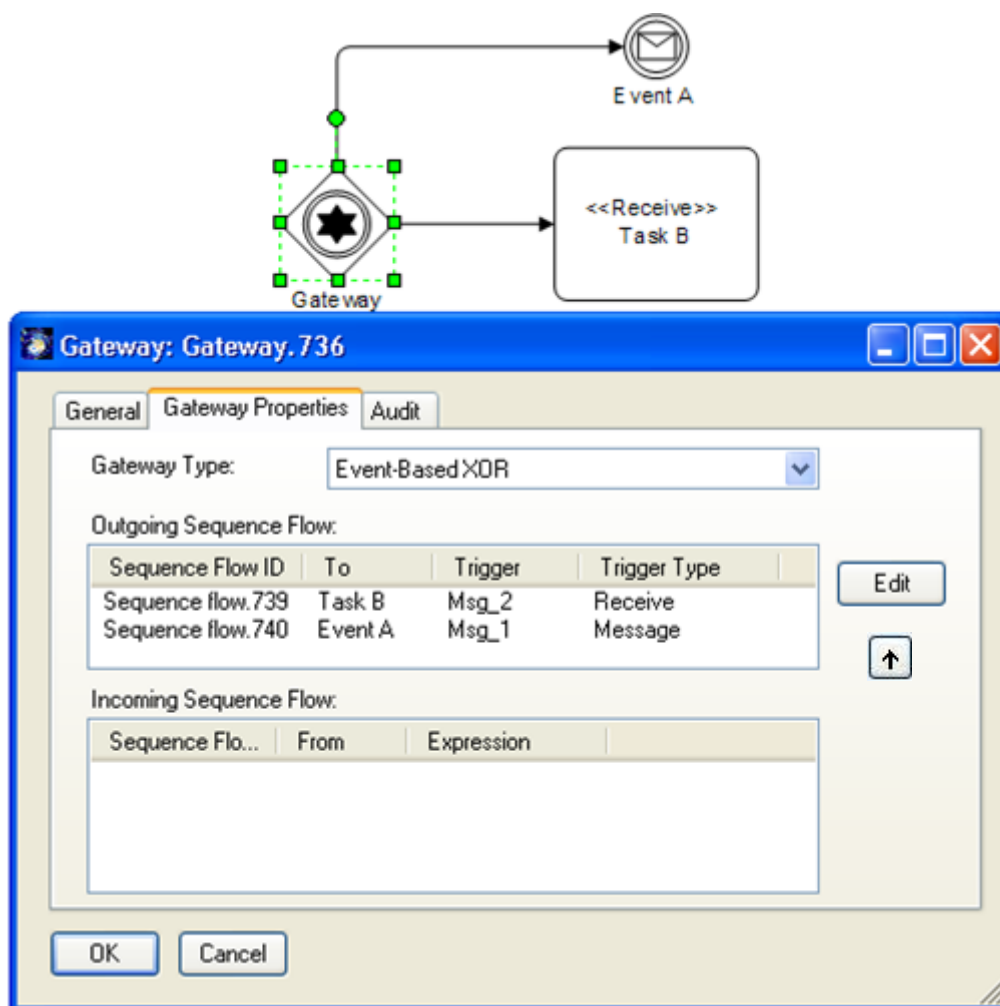 Event A
<<Receive>>
Task B
Gateway
Gateway: Gateway.736
General Gateway Properties Audit
Gateway Type: Event-Based XOR
Outgoing Sequence Flow:
Sequence Flow ID To Trigger Trigger Type
Edit
Sequence flow.739 Task B Msg_2 Receive
Sequence flow.740 Event A Msg_1 Message
Incoming Sequence Flow:
Sequence Flo... From Expression
OK Cancel